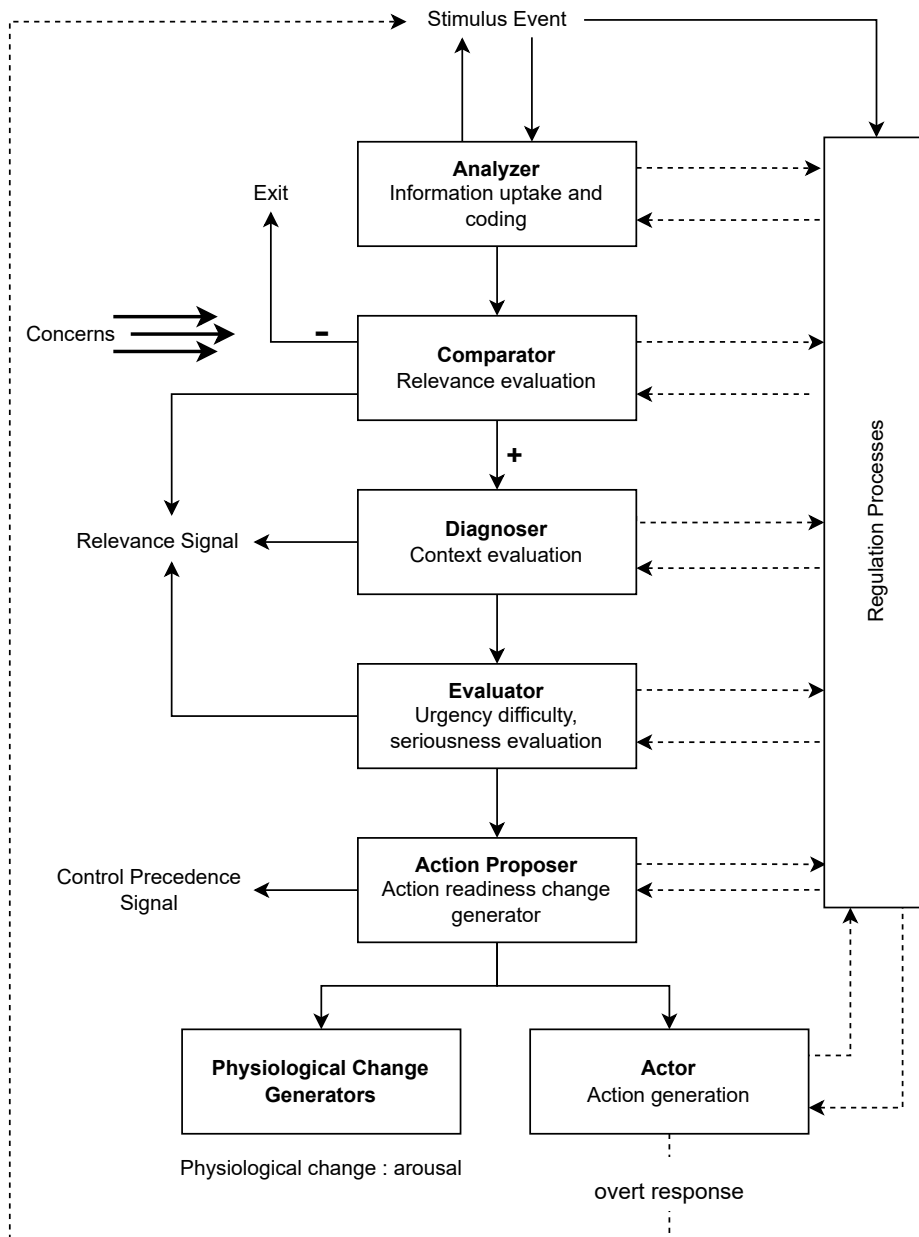 Stimulus Event
Analyzer
Information uptake and
coding
Exit
Concerns
-
Comparator
Relevance evaluation
+
Diagnoser
Context evaluation
Relevance Signal
Evaluator
Urgency difficulty,
seriousness evaluation
Action Proposer
Action readiness change
generator
Control Precedence
Signal
Regulation Processes
Physiological Change
Generators
Actor
Action generation
Physiological change : arousal
overt response